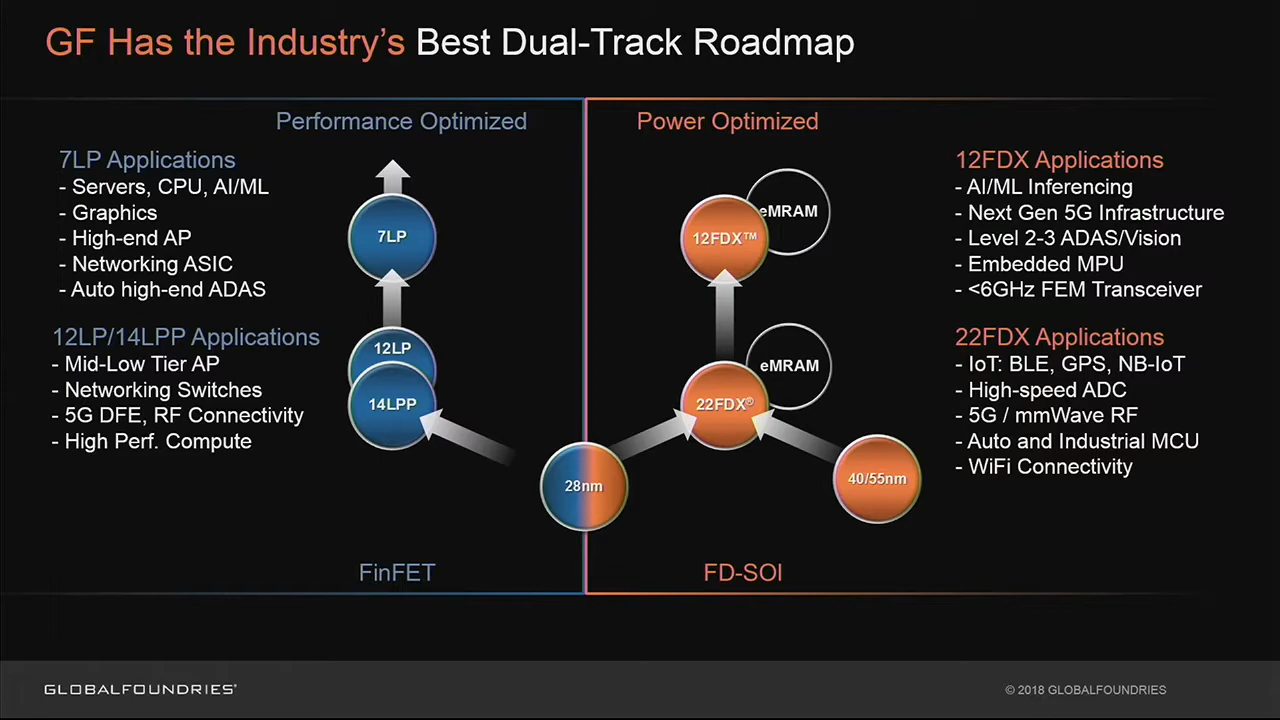 GF Has the Industry's Best Dual-Track Roadmap
Performance Optimized
Power Optimized
7LP Applications
- Servers, CPU, AI/ML
- Graphics
- High-end AP
- Networking ASIC
- Auto high-end ADAS
12LP/14LPP Applications
- Mid-Low Tier AP
- Networking Switches
- 5G DFE, RF Connectivity
- High Perf. Compute
7LP
12LP
14LPP
28nm
FinFET
eMRAM
12FDX™
eMRAM
22FDX®
40/55nm
FD-SOI
12FDX Applications
- AI/ML Inferencing
- Next Gen 5G Infrastructure
- Level 2-3 ADAS/Vision
- Embedded MPU
- <6GHz FEM Transceiver
22FDX Applications
- IoT: BLE, GPS, NB-IoT
- High-speed ADC
- 5G / mmWave RF
- Auto and Industrial MCU
- WiFi Connectivity
GLOBALFOUNDRIES®
© 2018 GLOBALFOUNDRIES